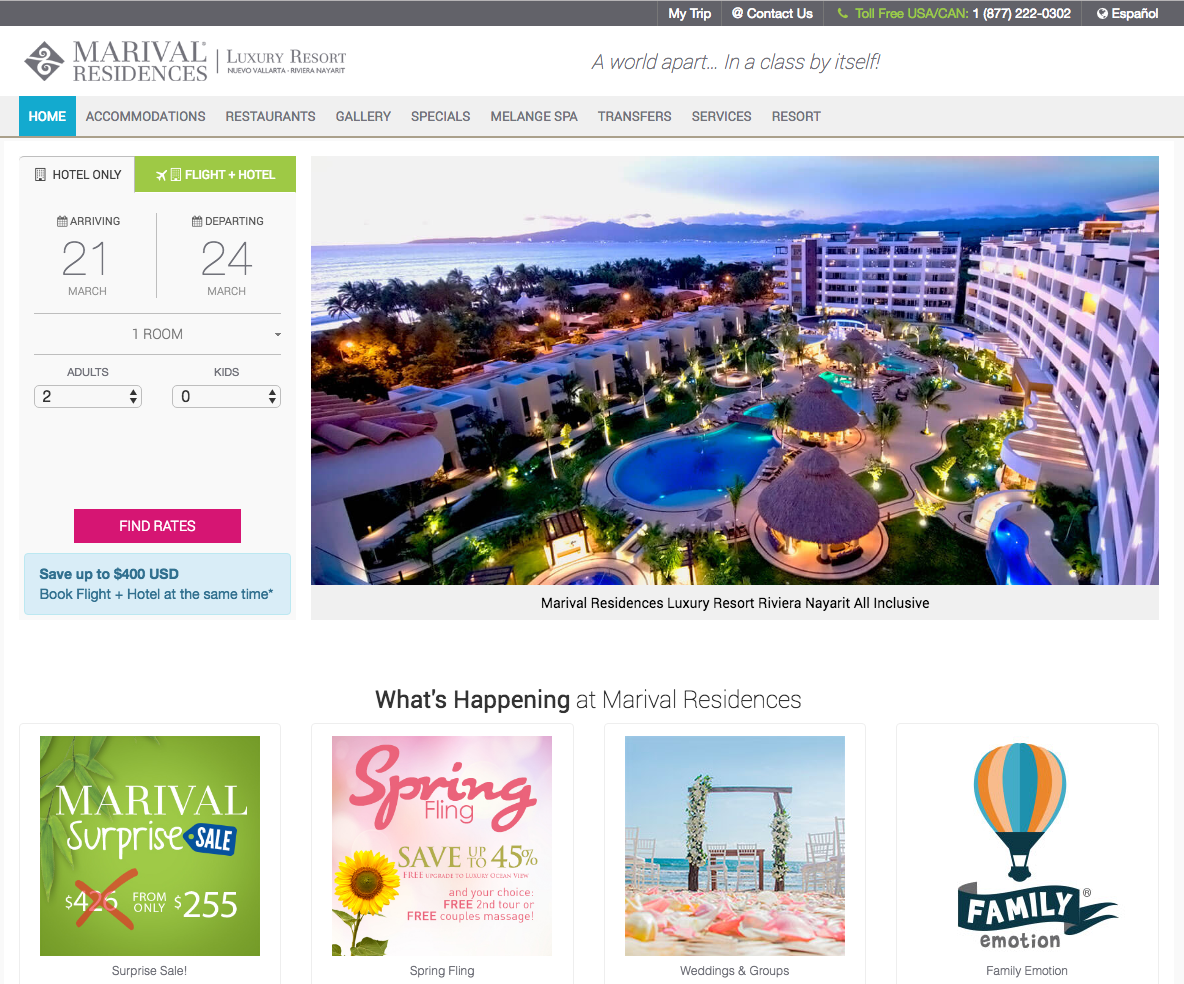 My Trip
@ Contact Us
Toll Free USA/CAN: 1 (877) 222-0302
Español
MARIVAL
RESIDENCES
LUXURY RESORT
NUEVO VALLARTA - RIVIERA NAYARIT
A world apart... In a class by itself!
HOME
ACCOMMODATIONS
RESTAURANTS
GALLERY
SPECIALS
MELANGE SPA
TRANSFERS
SERVICES
RESORT
HOTEL ONLY
FLIGHT + HOTEL
ARRIVING
21
MARCH
DEPARTING
24
MARCH
1 ROOM
ADULTS
2
KIDS
0
FIND RATES
Save up to $400 USD
Book Flight + Hotel at the same time*
Marival Residences Luxury Resort Riviera Nayarit All Inclusive
What's Happening at Marival Residences
MARIVAL
Surprise SALE
$426 FROM ONLY $255
Surprise Sale!
Spring
Fling
SAVE UP TO 45%
FREE UPGRADE TO LUXURY OCEAN VIEW
and your choice:
FREE 2nd tour or
FREE couples massage!
Spring Fling
Weddings & Groups
FAMILY®
emotion
Family Emotion